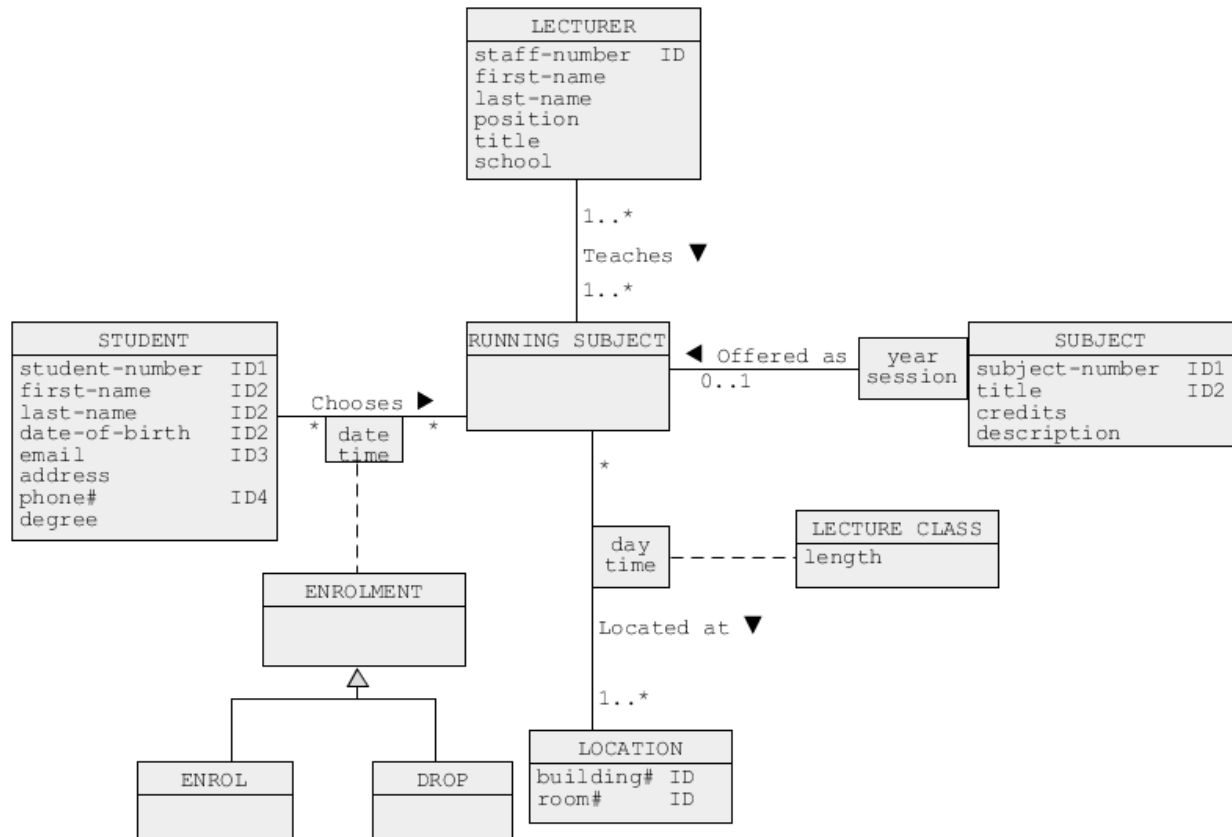 LECTURER
staff-number ID
first-name
last-name
position
title
school
1..*
Teaches ▼
1..*
STUDENT
student-number ID1
first-name ID2
last-name ID2
date-of-birth ID2
email ID3
address
phone# ID4
degree
Chooses ▶
* *
date
time
RUNNING SUBJECT
◀ Offered as
0..1
year
session
SUBJECT
subject-number ID1
title ID2
credits
description
*
day
time
LECTURE CLASS
length
Located at ▼
1..*
ENROLMENT
ENROL
DROP
LOCATION
building# ID
room# ID